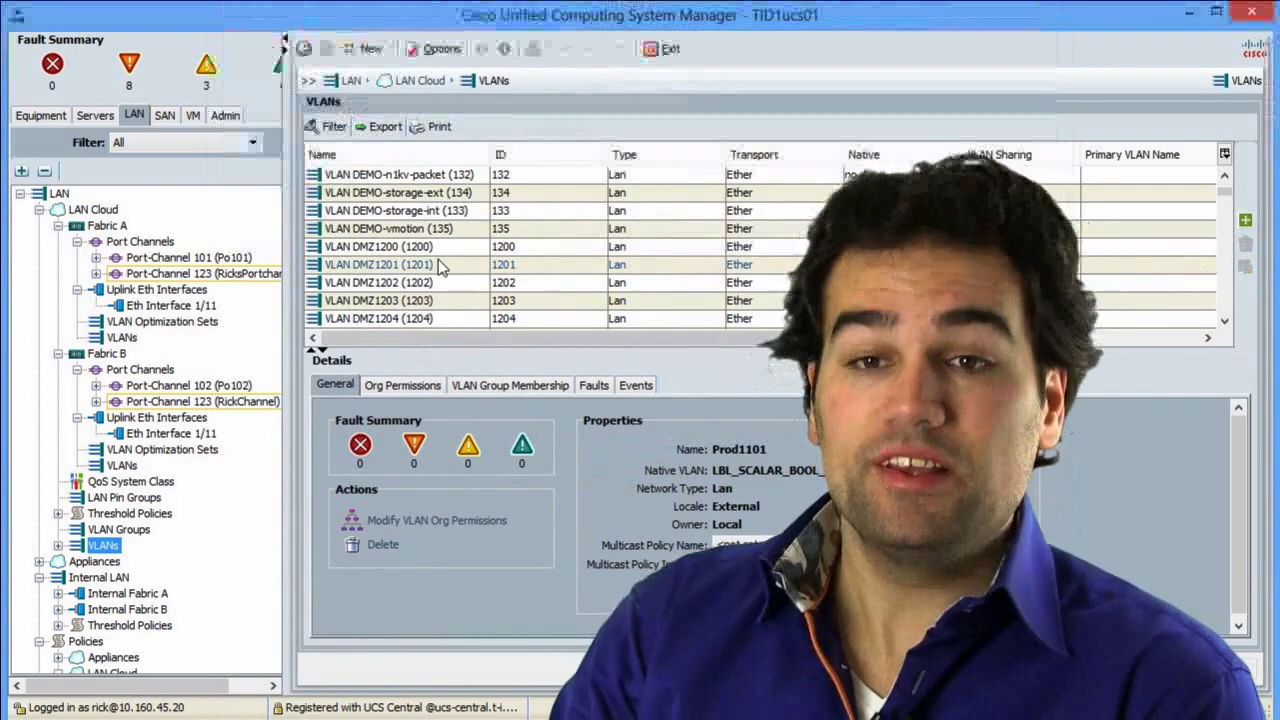 Cisco Unified Computing System Manager - TID1ucs01
Fault Summary
0 8 3
New Options Exit
cisco
>> LAN LAN Cloud VLANs VLANs
Equipment Servers LAN SAN VM Admin
Filter: All
VLANs
Filter Export Print
Name ID Type Transport Native VLAN Sharing Primary VLAN Name
VLAN DEMO-n1kv-packet (132) 132 Lan Ether
VLAN DEMO-storage-ext (134) 134 Lan Ether
VLAN DEMO-storage-int (133) 133 Lan Ether
VLAN DEMO-vmotion (135) 135 Lan Ether
VLAN DMZ1200 (1200) 1200 Lan Ether
VLAN DMZ1201 (1201) 1201 Lan Ether
VLAN DMZ1202 (1202) 1202 Lan Ether
VLAN DMZ1203 (1203) 1203 Lan Ether
VLAN DMZ1204 (1204) 1204 Lan Ether
LAN
LAN Cloud
Fabric A
Port Channels
Port-Channel 101 (Po101)
Port-Channel 123 (RicksPortchar
Uplink Eth Interfaces
Eth Interface 1/11
VLAN Optimization Sets
VLANs
Fabric B
Port Channels
Port-Channel 102 (Po102)
Port-Channel 123 (RickChannel)
Uplink Eth Interfaces
Eth Interface 1/11
VLAN Optimization Sets
VLANs
QoS System Class
LAN Pin Groups
Threshold Policies
VLAN Groups
VLANs
Appliances
Internal LAN
Internal Fabric A
Internal Fabric B
Threshold Policies
Policies
Appliances
LAN Cloud
Details
General Org Permissions VLAN Group Membership Faults Events
Fault Summary
0 0 0 0
Actions
Modify VLAN Org Permissions
Delete
Properties
Name: Prod1101
Native VLAN: LBL_SCALAR_BOOL_
Network Type: Lan
Locale: External
Owner: Local
Multicast Policy Name:
Multicast Policy
Logged in as rick@10.160.45.20
Registered with UCS Central @ucs-central.t-i....